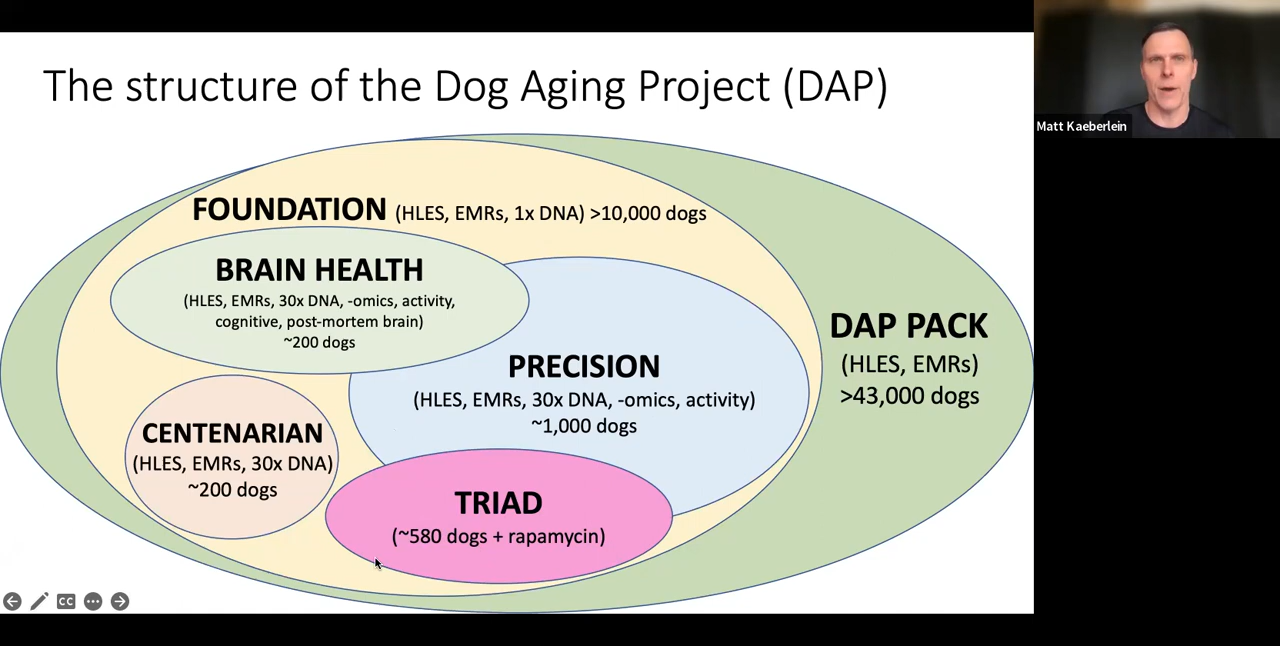 The structure of the Dog Aging Project (DAP)
Matt Kaeberlein
FOUNDATION (HLES, EMRs, 1x DNA) >10,000 dogs
BRAIN HEALTH
(HLES, EMRs, 30x DNA, -omics, activity,
cognitive, post-mortem brain)
~200 dogs
PRECISION
(HLES, EMRs, 30x DNA, -omics, activity)
~1,000 dogs
DAP PACK
(HLES, EMRs)
>43,000 dogs
CENTENARIAN
(HLES, EMRs, 30x DNA)
~200 dogs
TRIAD
(~580 dogs + rapamycin)
CC